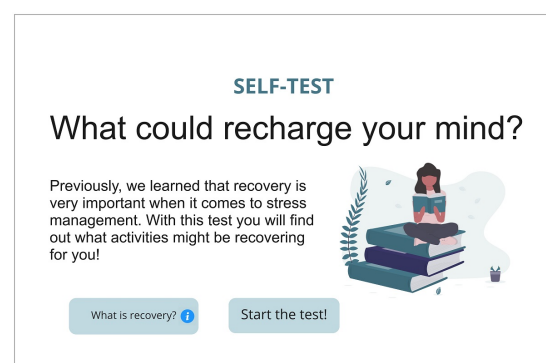 SELF-TEST
What could recharge your mind?
Previously, we learned that recovery is
very important when it comes to stress
management. With this test you will find
out what activities might be recovering
for you!
What is recovery? i
Start the test!